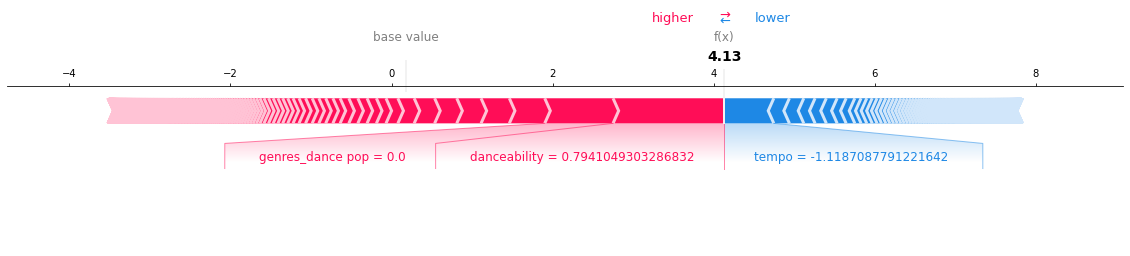 higher ⇄ lower
base value f(x)
4.13
−4 −2 0 2 4 6 8
genres_dance pop = 0.0 danceability = 0.7941049303286832 tempo = -1.1187087791221642